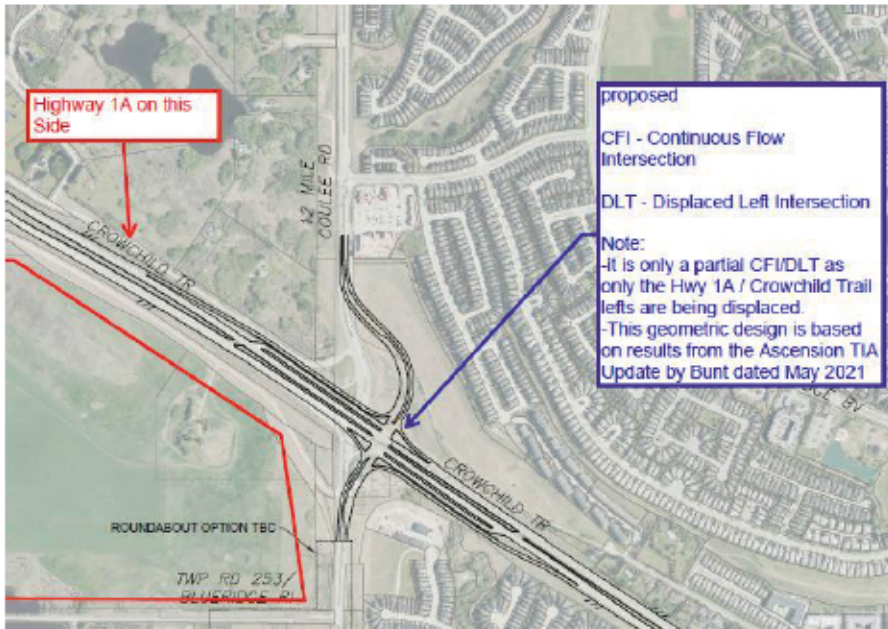 Highway 1A on this
Side
12 MILE
COULEE RD
CROWCHILD TR
proposed
CFI - Continuous Flow
Intersection
DLT - Displaced Left Intersection
Note:
-it is only a partial CFI/DLT as
only the Hwy 1A / Crowchild Trail
lefts are being displaced.
-This geometric design is based
on results from the Ascension TIA
Update by Bunt dated May 2021
CROWCHILD TR
ROUNDABOUT OPTION TBC
TWP RD 253/
BLUERIDGE RI